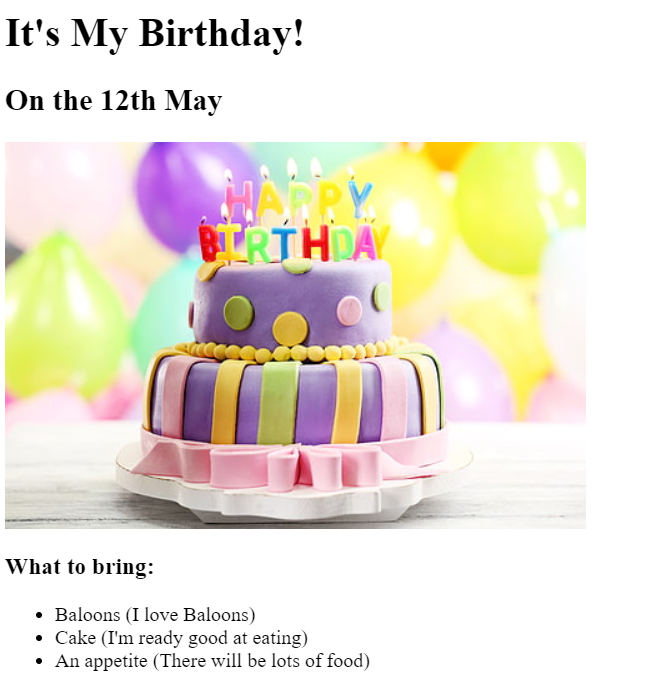 It's My Birthday!
On the 12th May
HAPPY
BIRTHDAY
What to bring:
Baloons (I love Baloons)
Cake (I'm ready good at eating)
An appetite (There will be lots of food)